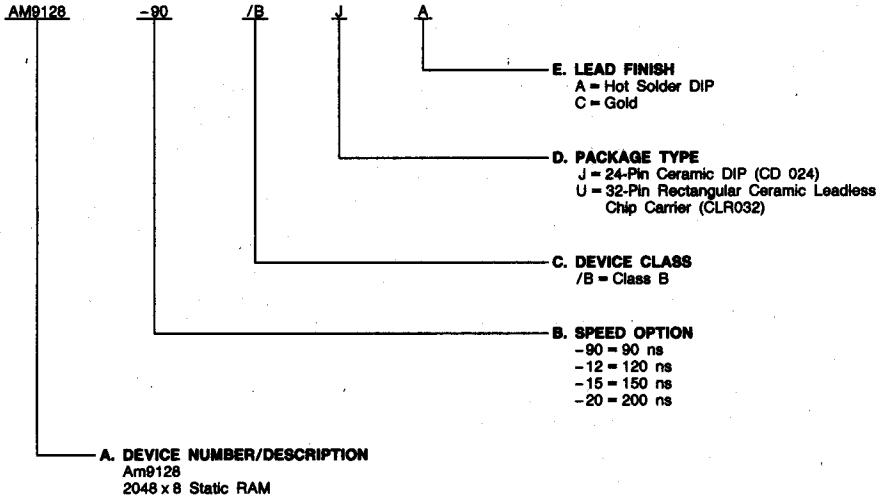 AM9128 -90 /B J A
E. LEAD FINISH
A = Hot Solder DIP
C = Gold
D. PACKAGE TYPE
J = 24-Pin Ceramic DIP (CD 024)
U = 32-Pin Rectangular Ceramic Leadless
Chip Carrier (CLR032)
C. DEVICE CLASS
/B = Class B
B. SPEED OPTION
-90 = 90 ns
-12 = 120 ns
-15 = 150 ns
-20 = 200 ns
A. DEVICE NUMBER/DESCRIPTION
Am9128
2048 x 8 Static RAM